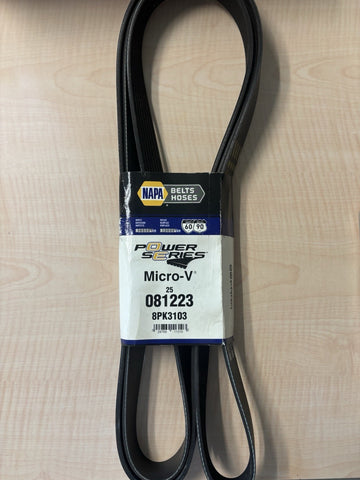 NAPA
BELTS
HOSES
60 90
POWER
SERIES
Micro-V®
25
081223
8PK3103